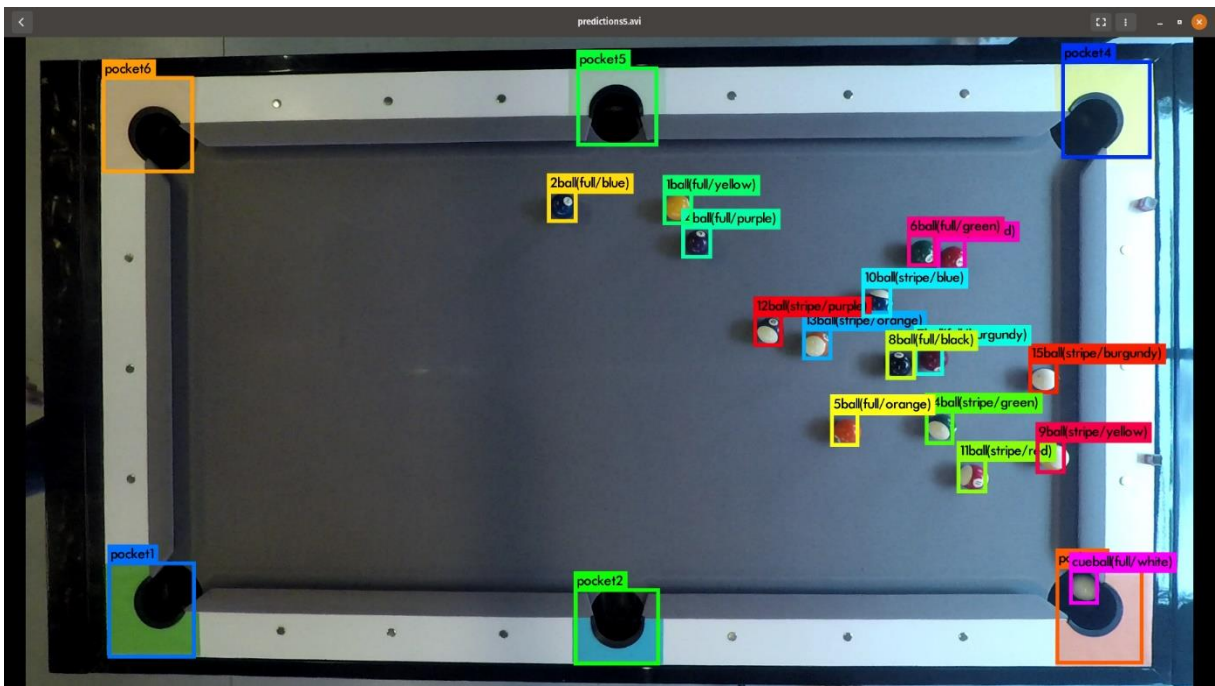 predictions5.avi
pocket6
pocket5
pocket4
2ball(full/blue)
1ball(full/yellow)
ball(full/purple)
6ball(full/green)
d)
10ball(stripe/blue)
12ball(stripe/purple
13ball(stripe/orange)
8ball(full/black)
urgundy)
15ball(stripe/burgundy)
5ball(full/orange)
4ball(stripe/green)
9ball(stripe/yellow)
11ball(stripe/red)
pocket1
pocket2
po
cueball(full/white)